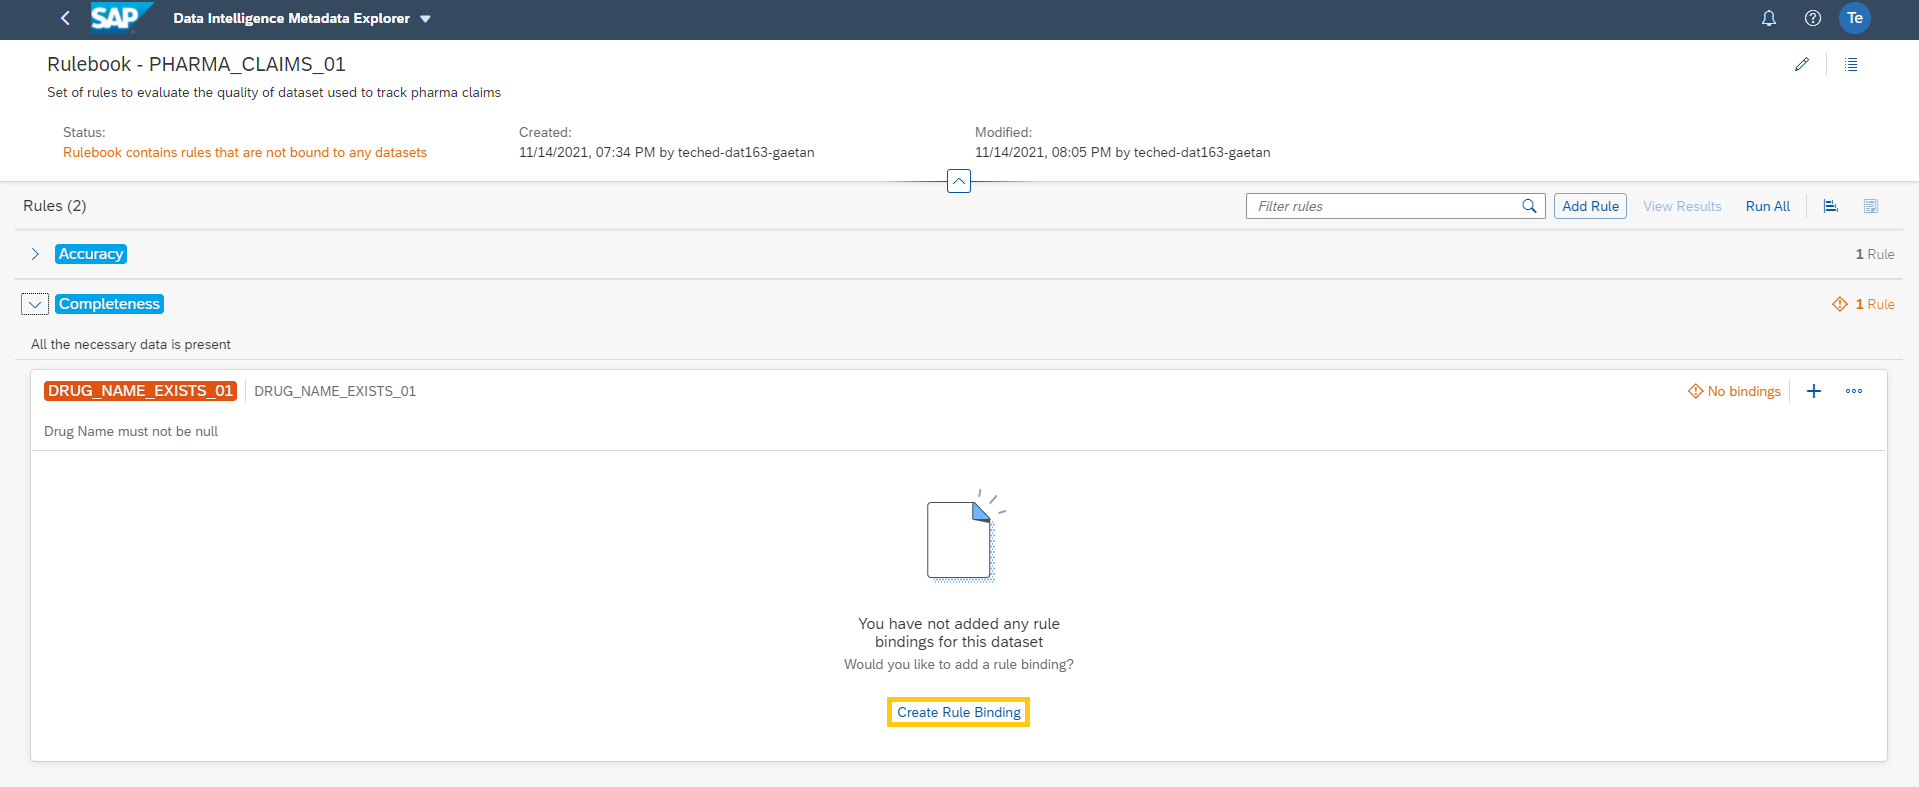 SAP Data Intelligence Metadata Explorer Te
Rulebook - PHARMA_CLAIMS_01
Set of rules to evaluate the quality of dataset used to track pharma claims
Status: Created: Modified:
Rulebook contains rules that are not bound to any datasets 11/14/2021, 07:34 PM by teched-dat163-gaetan 11/14/2021, 08:05 PM by teched-dat163-gaetan
Rules (2) Filter rules Add Rule View Results Run All
Accuracy 1 Rule
Completeness 1 Rule
All the necessary data is present
DRUG_NAME_EXISTS_01 DRUG_NAME_EXISTS_01 No bindings
Drug Name must not be null
You have not added any rule
bindings for this dataset
Would you like to add a rule binding?
Create Rule Binding